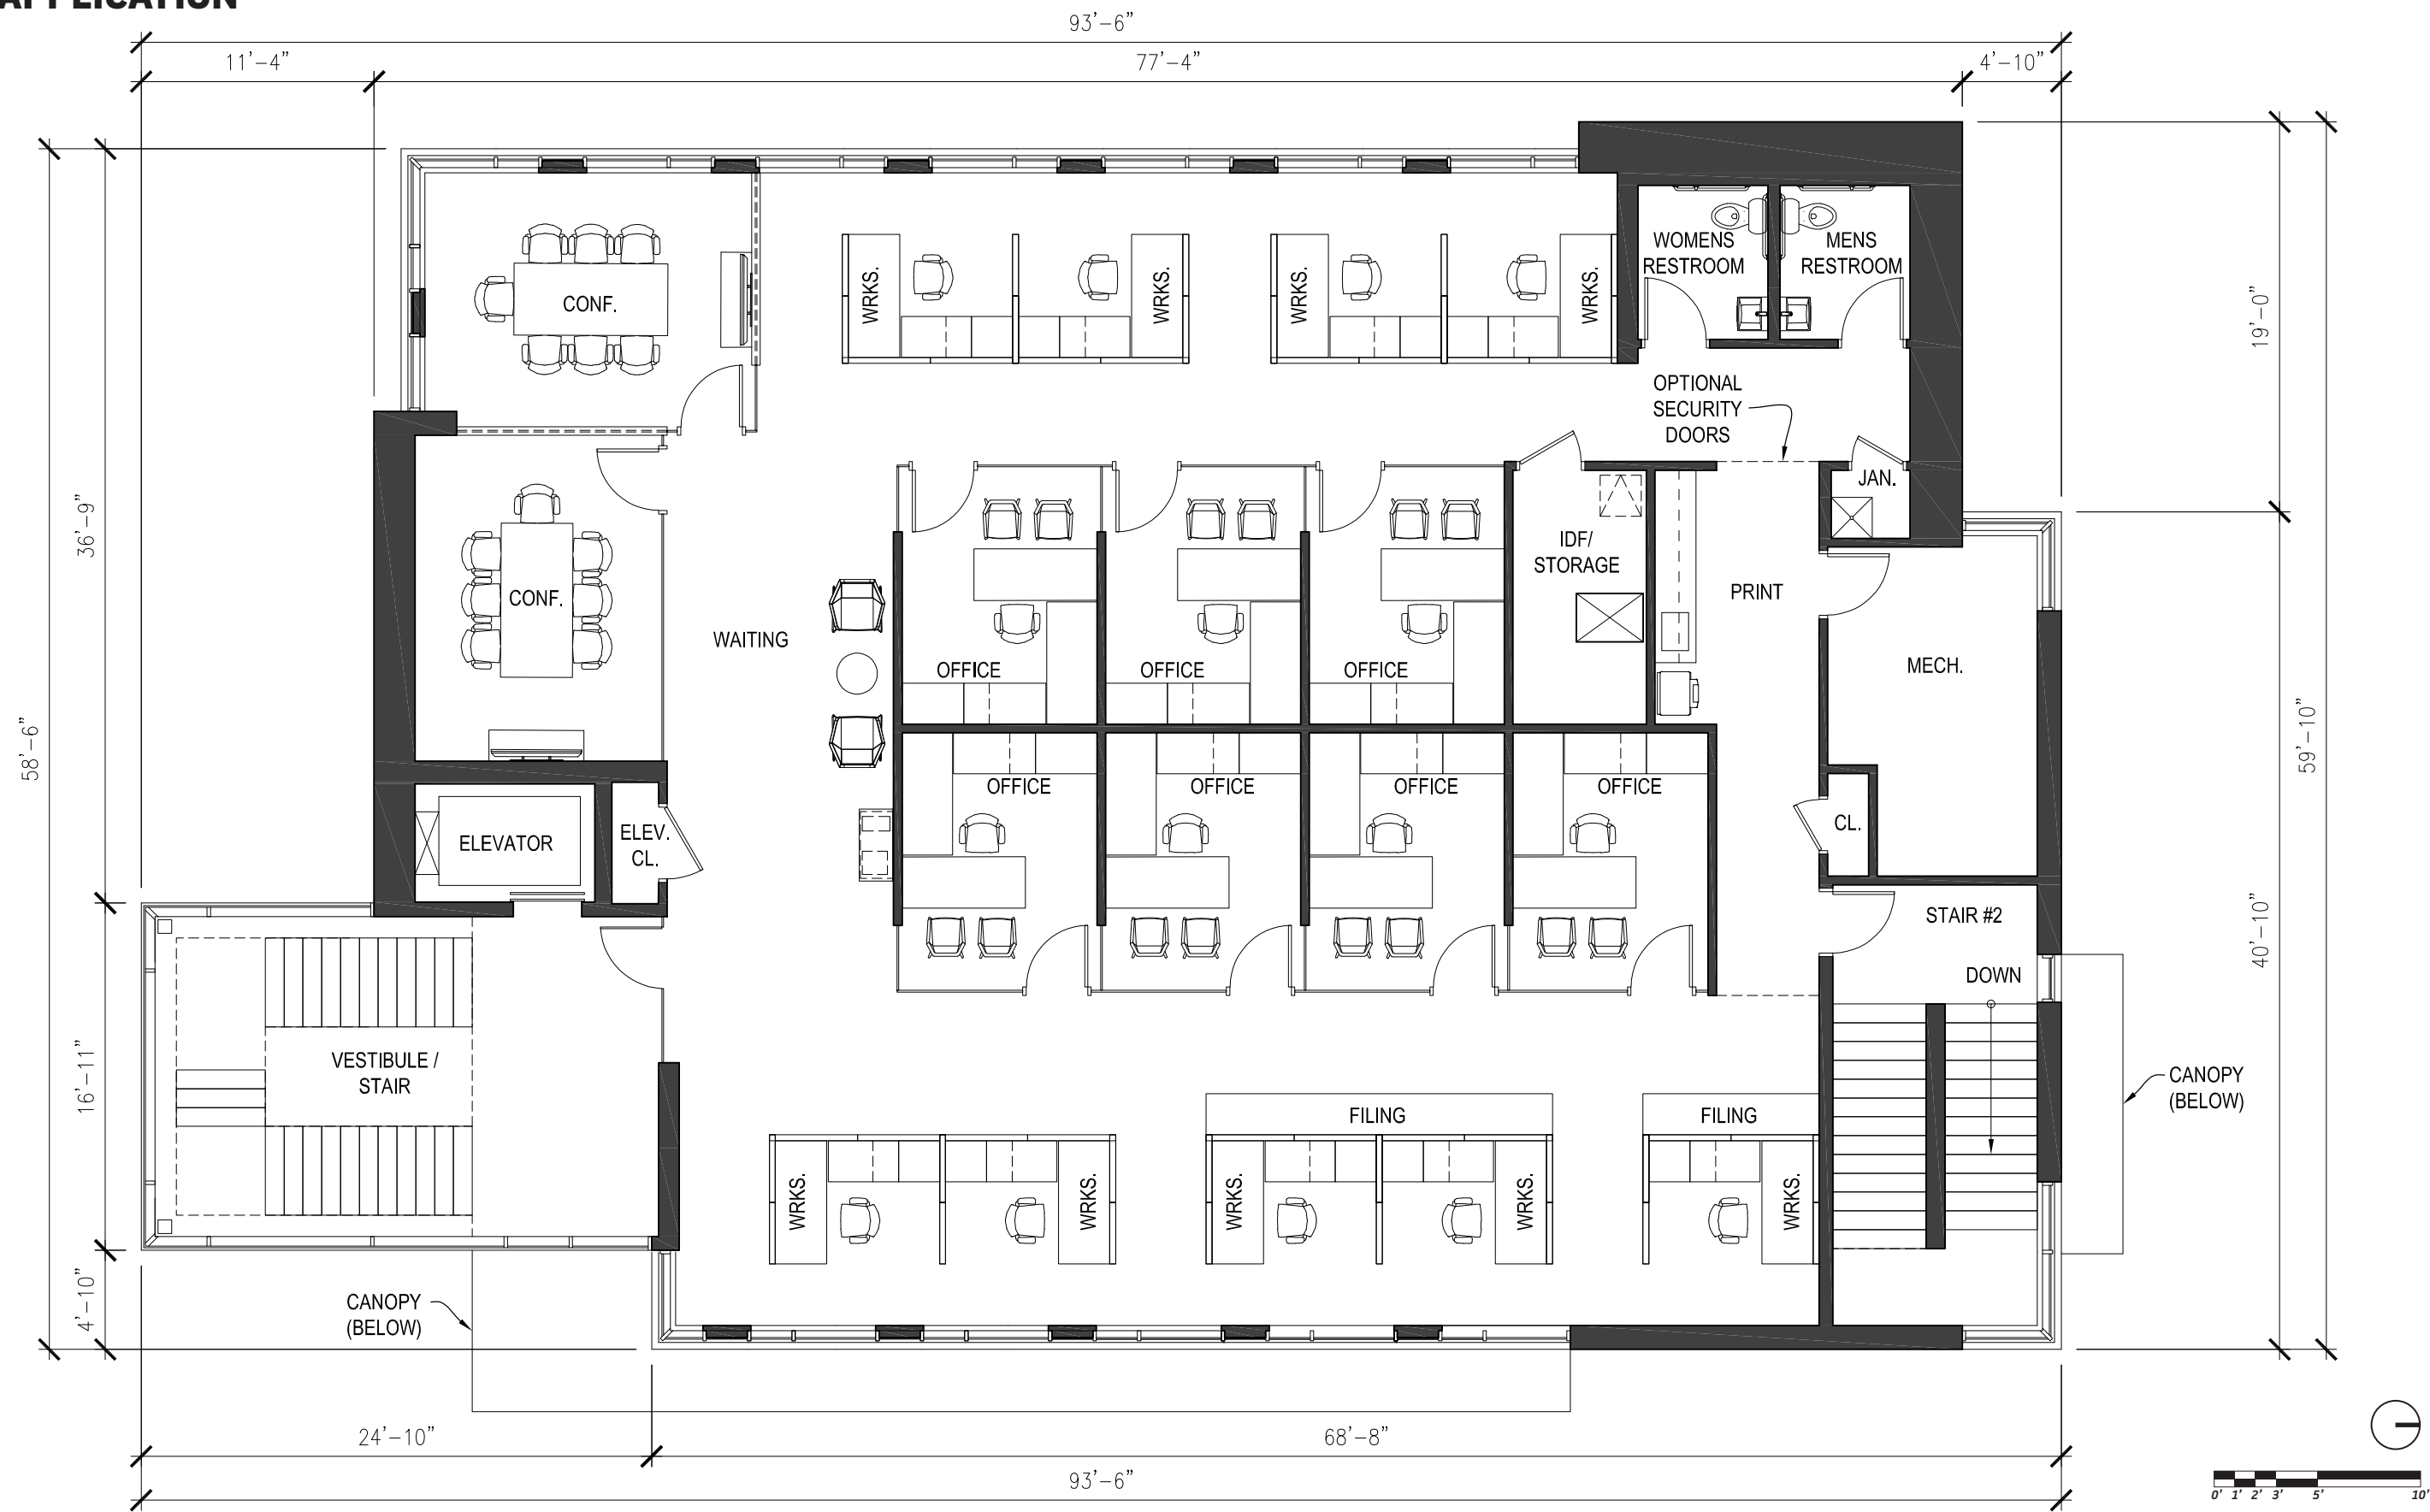 93'-6"
11'-4"
77'-4"
4'-10"
WOMENS
RESTROOM
MENS
RESTROOM
WRKS.
WRKS.
WRKS.
WRKS.
CONF.
19'-0"
OPTIONAL
SECURITY
DOORS
JAN.
36'-9"
IDF/
STORAGE
CONF.
PRINT
WAITING
OFFICE
OFFICE
OFFICE
MECH.
58'-6"
59'-10"
OFFICE
OFFICE
OFFICE
OFFICE
ELEVATOR
ELEV.
CL.
CL.
STAIR #2
40'-10"
DOWN
16'-11"
VESTIBULE /
STAIR
CANOPY
(BELOW)
FILING
FILING
WRKS.
WRKS.
WRKS.
WRKS.
WRKS.
4'-10"
CANOPY
(BELOW)
24'-10"
68'-8"
93'-6"
0' 1' 2' 3' 5' 10'